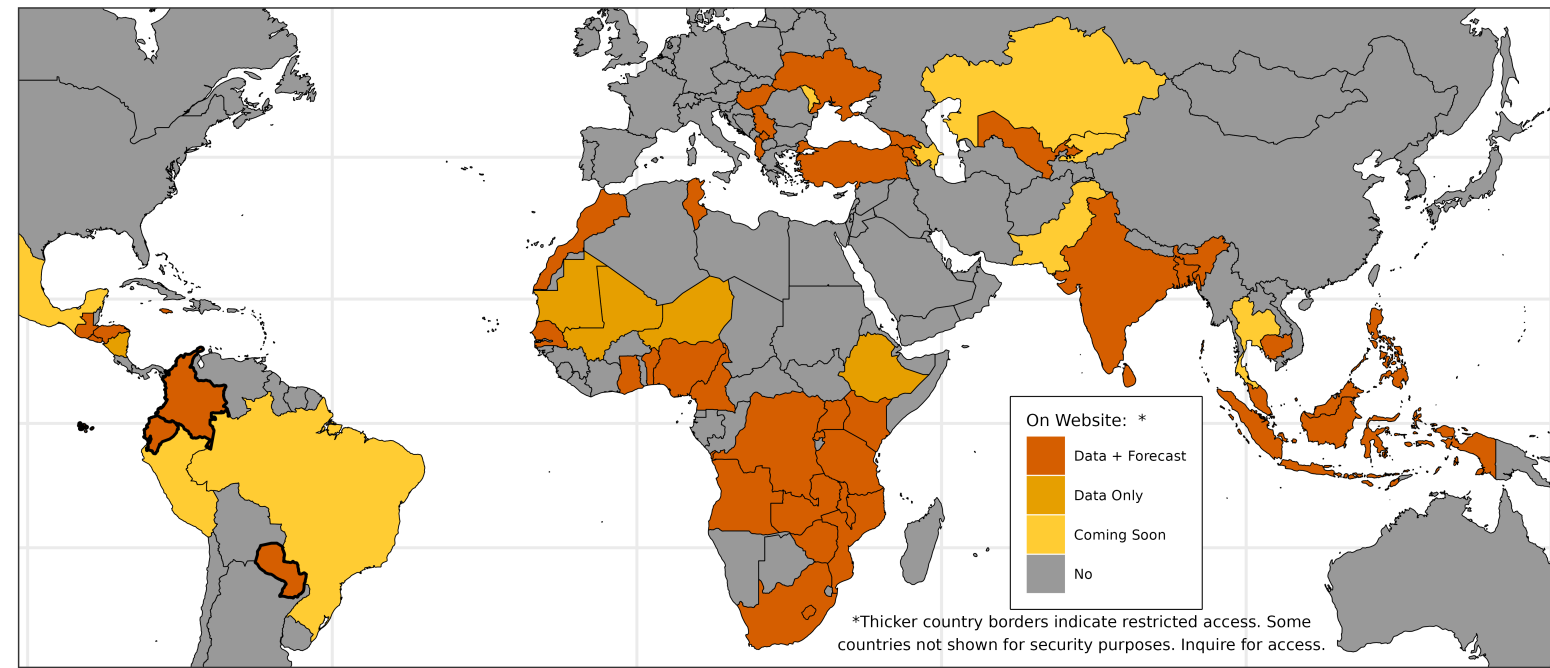 On Website:  *
Data + Forecast
Data Only
Coming Soon
No
*Thicker country borders indicate restricted access. Some
countries not shown for security purposes. Inquire for access.